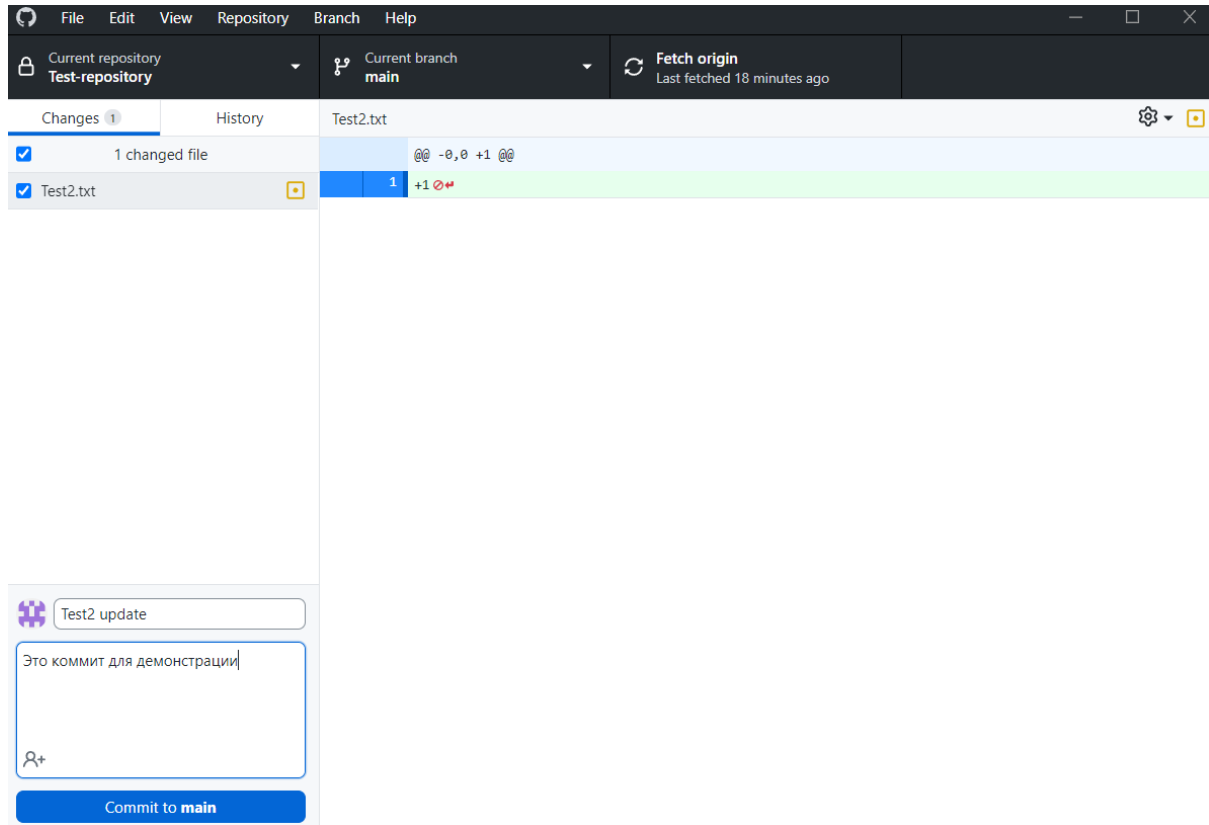 File Edit View Repository Branch Help
Current repository
Test-repository
Current branch
main
Fetch origin
Last fetched 18 minutes ago
Changes 1 History
Test2.txt
1 changed file
@@ -0,0 +1 @@
Test2.txt
1 +1
Test2 update
Это коммит для демонстрации
Commit to main